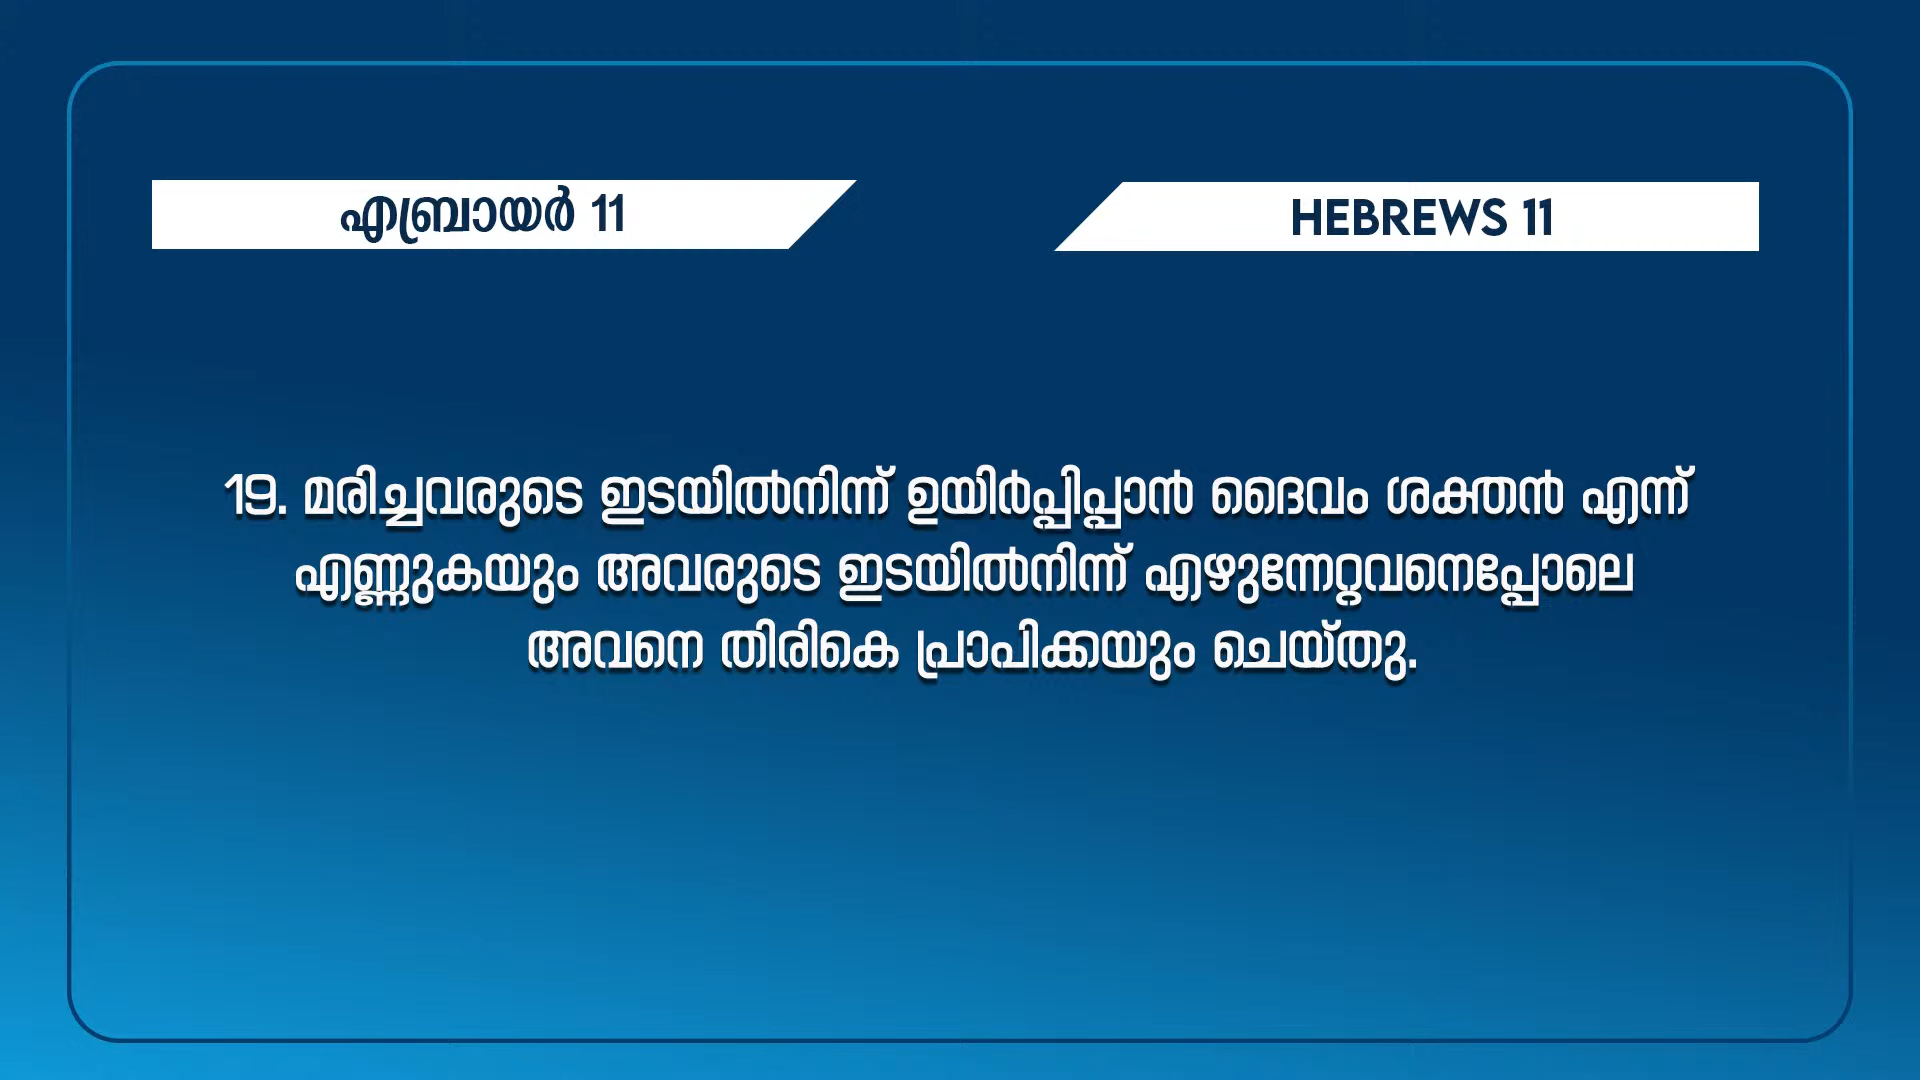 എബ്രായർ 11
HEBREWS 11
19. മരിച്ചവരുടെ ഇടയിൽനിന്ന് ഉയിർപ്പിപ്പാൻ ദൈവം ശക്തൻ എന്ന്
എണ്ണുകയും അവരുടെ ഇടയിൽനിന്ന് എഴുന്നേറ്റവനെപ്പോലെ
അവനെ തിരികെ പ്രാപിക്കയും ചെയ്തു.